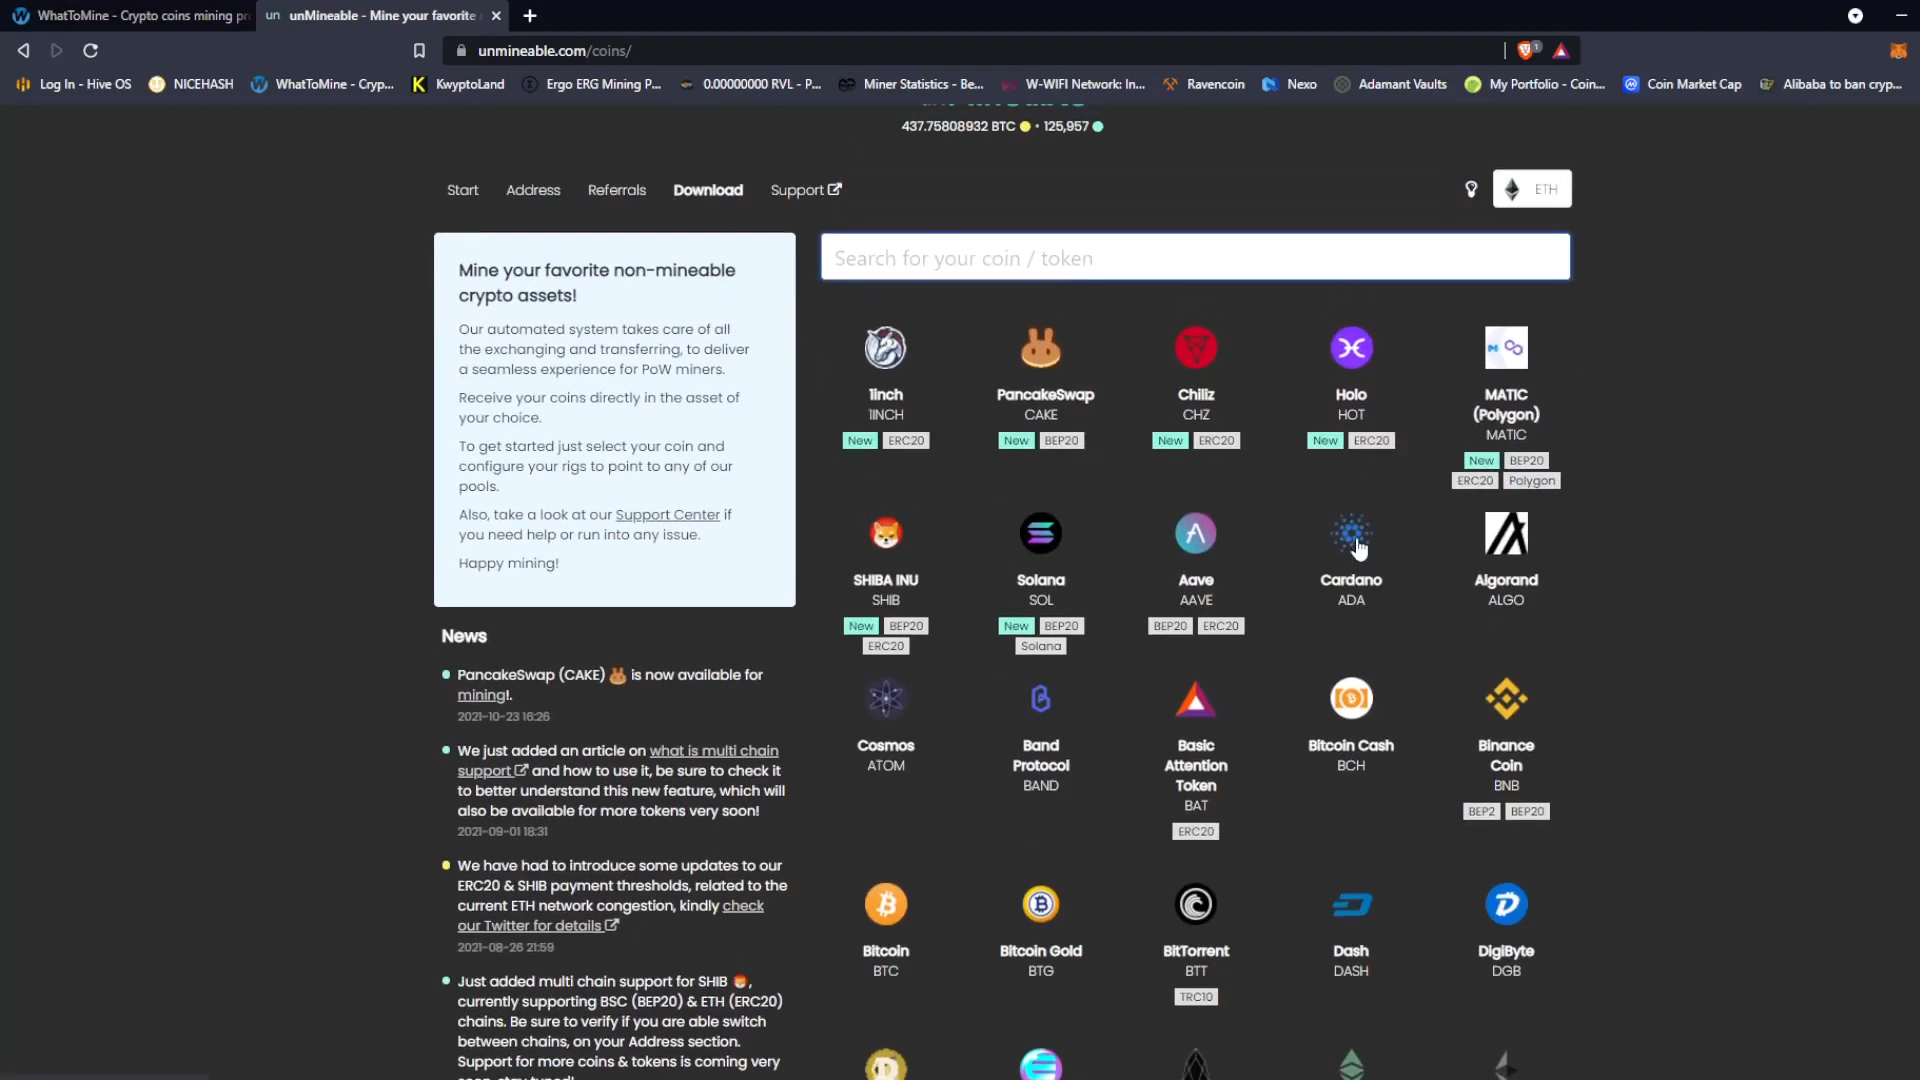 WhatToMine - Crypto coins mining pr
un unMineable - Mine your favorite
unmineable.com/coins/
1
Log In - Hive OS
NICEHASH
WhatToMine - Cryp...
KwyptoLand
Ergo ERG Mining P...
0.00000000 RVL - P...
Miner Statistics - Be...
W-WIFI Network: In...
Ravencoin
Nexo
Adamant Vaults
My Portfolio - Coin...
Coin Market Cap
Alibaba to ban cryp...
437.75808932 BTC • 125,957
Start Address Referrals Download Support
ETH
Mine your favorite non-mineable
crypto assets!
Our automated system takes care of all
the exchanging and transferring, to deliver
a seamless experience for PoW miners.
Receive your coins directly in the asset of
your choice.
To get started just select your coin and
configure your rigs to point to any of our
pools.
Also, take a look at our Support Center if
you need help or run into any issue.
Happy mining!
News
PancakeSwap (CAKE) is now available for
mining!.
2021-10-23 16:26
We just added an article on what is multi chain
support and how to use it, be sure to check it
to better understand this new feature, which will
also be available for more tokens very soon!
2021-09-01 18:31
We have had to introduce some updates to our
ERC20 & SHIB payment thresholds, related to the
current ETH network congestion, kindly check
our Twitter for details
2021-08-26 21:59
Just added multi chain support for SHIB ,
currently supporting BSC (BEP20) & ETH (ERC20)
chains. Be sure to verify if you are able switch
between chains, on your Address section.
Support for more coins & tokens is coming very
Search for your coin / token
1inch
1INCH
New ERC20
PancakeSwap
CAKE
New BEP20
Chiliz
CHZ
New ERC20
Holo
HOT
New ERC20
MATIC
(Polygon)
MATIC
New BEP20
ERC20 Polygon
SHIBA INU
SHIB
New BEP20
ERC20
Solana
SOL
New BEP20
Solana
Aave
AAVE
BEP20 ERC20
Cardano
ADA
Algorand
ALGO
Cosmos
ATOM
Band
Protocol
BAND
Basic
Attention
Token
BAT
ERC20
Bitcoin Cash
BCH
Binance
Coin
BNB
BEP2 BEP20
Bitcoin
BTC
Bitcoin Gold
BTG
BitTorrent
BTT
TRC10
Dash
DASH
DigiByte
DGB